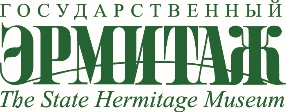 ГОСУДАРСТВЕННЫЙ
ЭРМИТАЖ
The State Hermitage Museum